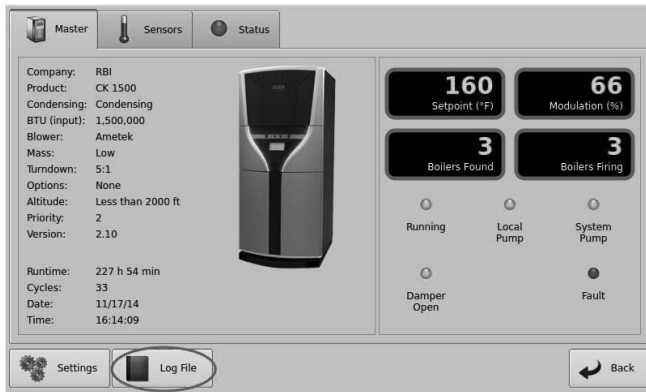 Master
Sensors
Status
Company: RBI
Product: CK 1500
Condensing: Condensing
BTU (input): 1,500,000
Blower: Ametek
Mass: Low
Turndown: 5:1
Options: None
Altitude: Less than 2000 ft
Priority: 2
Version: 2.10
Runtime: 227 h 54 min
Cycles: 33
Date: 11/17/14
Time: 16:14:09
160
Setpoint (°F)
66
Modulation (%)
3
Boilers Found
3
Boilers Firing
Running
Local
Pump
System
Pump
Damper
Open
Fault
Settings
Log File
Back